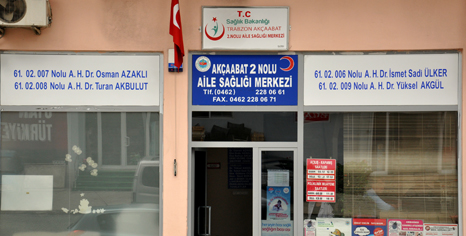 T.C
Sağlık Bakanlığı
TRABZON AKÇAABAT
2.NOLU AİLE SAĞLIĞI MERKEZİ
61. 02. 007 Nolu A. H. Dr. Osman AZAKLI
61. 02. 008 Nolu A. H. Dr. Turan AKBULUT
AKÇAABAT 2 NOLU
AİLE SAĞLIĞI MERKEZİ
Tlf. (0462) 228 06 61
FAX. 0462 228 06 71
61. 02. 006 Nolu A. H. Dr. İsmet Sadi ÜLKER
61. 02. 009 Nolu A. H. Dr. Yüksel AKGÜL